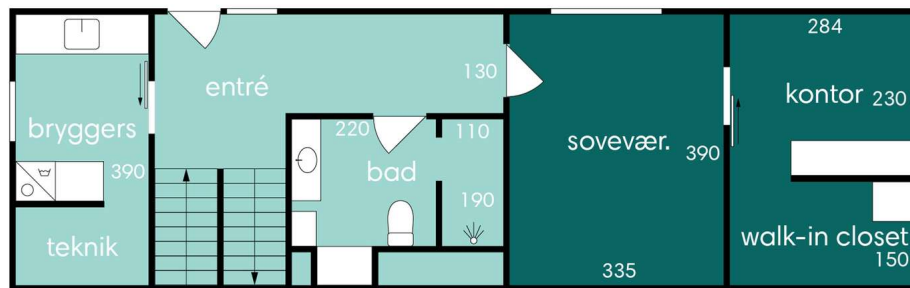 284
130
entré
kontor 230
220
110
bryggers
sovevær.
390
bad
390
190
teknik
walk-in closet
150
335